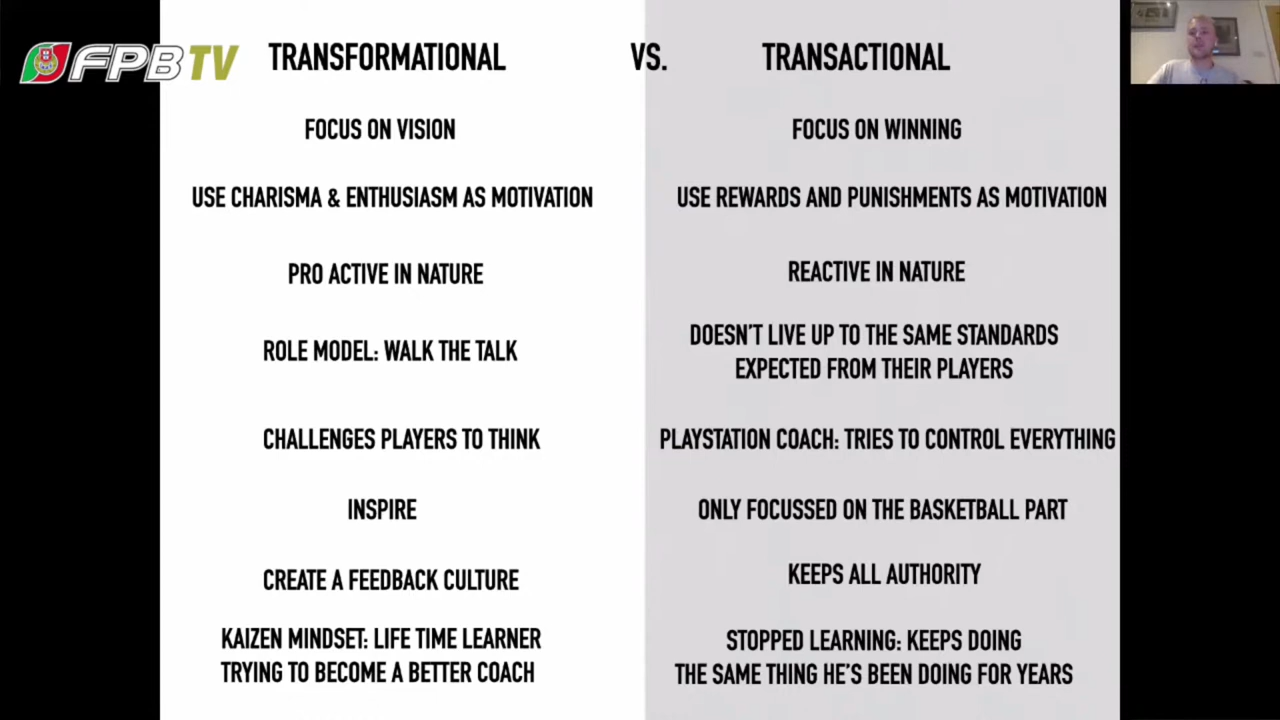 FPBTV
TRANSFORMATIONAL VS. TRANSACTIONAL
FOCUS ON VISION
FOCUS ON WINNING
USE CHARISMA & ENTHUSIASM AS MOTIVATION
USE REWARDS AND PUNISHMENTS AS MOTIVATION
PRO ACTIVE IN NATURE
REACTIVE IN NATURE
ROLE MODEL: WALK THE TALK
DOESN'T LIVE UP TO THE SAME STANDARDS
EXPECTED FROM THEIR PLAYERS
CHALLENGES PLAYERS TO THINK
PLAYSTATION COACH: TRIES TO CONTROL EVERYTHING
INSPIRE
ONLY FOCUSSED ON THE BASKETBALL PART
CREATE A FEEDBACK CULTURE
KEEPS ALL AUTHORITY
KAIZEN MINDSET: LIFE TIME LEARNER
TRYING TO BECOME A BETTER COACH
STOPPED LEARNING: KEEPS DOING
THE SAME THING HE'S BEEN DOING FOR YEARS